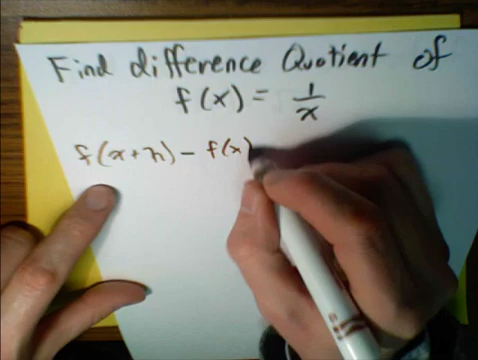 Find difference Quotient of
f(x) = 1/x
f(x+h) - f(x)